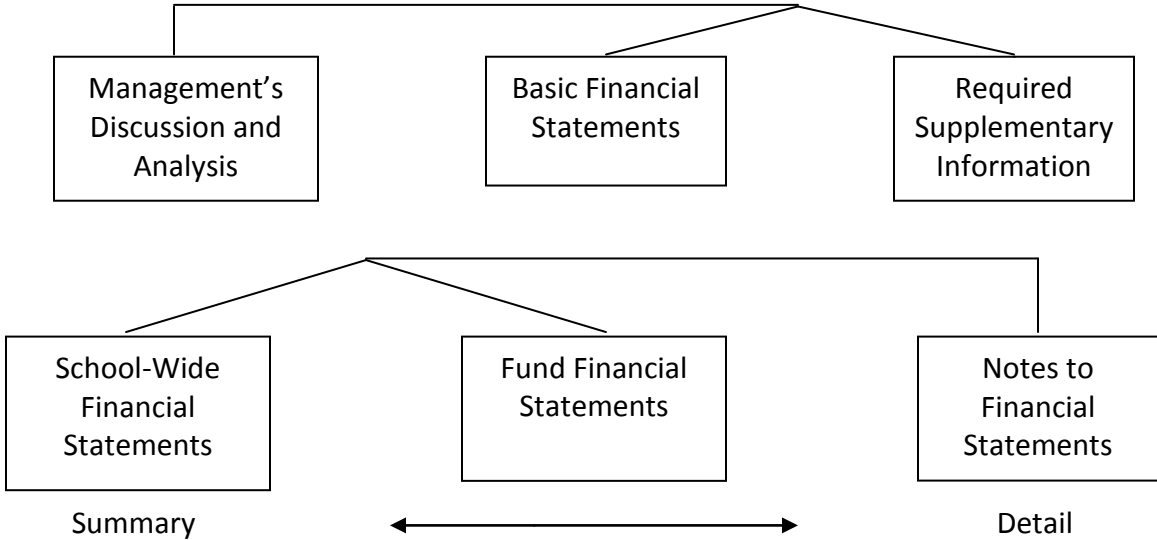 Management’s
Discussion and
Analysis
Basic Financial
Statements
Required
Supplementary
Information
School-Wide
Financial
Statements
Fund Financial
Statements
Notes to
Financial
Statements
Summary
Detail